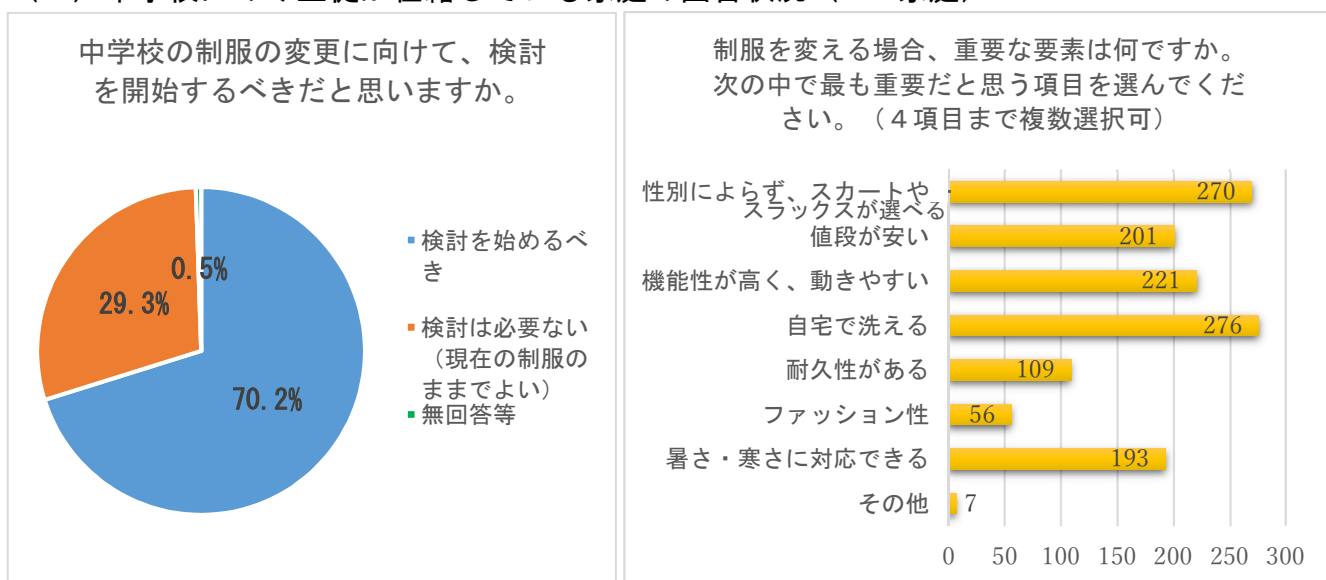 中学校の制服の変更に向けて、検討
を開始するべきだと思いますか。
0.5%
29.3%
70.2%
検討を始めるべ
き
検討は必要ない
（現在の制服の
ままでよい）
無回答等
制服を変える場合、重要な要素は何ですか。
次の中で最も重要だと思う項目を選んでくだ
さい。（４項目まで複数選択可）
性別によらず、スカートや
スラックスが選べる
270
値段が安い
201
機能性が高く、動きやすい
221
自宅で洗える
276
耐久性がある
109
ファッション性
56
暑さ・寒さに対応できる
193
その他
7
0 50 100 150 200 250 300